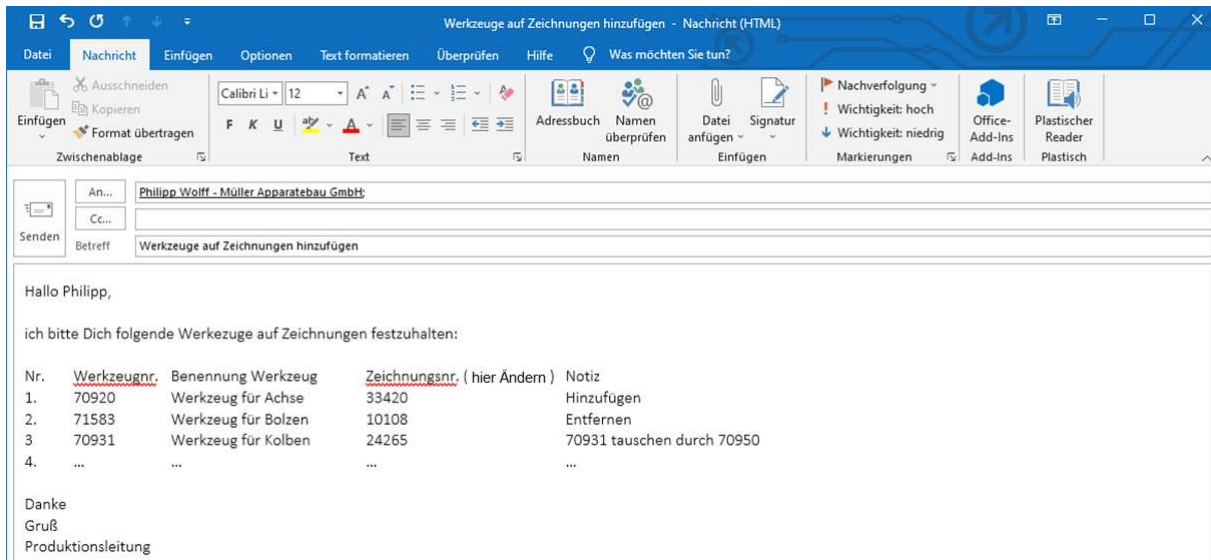 Werkzeuge auf Zeichnungen hinzufügen - Nachricht (HTML)
Datei Nachricht Einfügen Optionen Text formatieren Überprüfen Hilfe Was möchten Sie tun?
Einfügen
Ausschneiden
Kopieren
Format übertragen
Zwischenablage
Calibri Li 12
F K U
Text
Adressbuch
Namen überprüfen
Namen
Datei anfügen
Signatur
Einfügen
Nachverfolgung
Wichtigkeit: hoch
Wichtigkeit: niedrig
Markierungen
Office-Add-Ins
Add-Ins
Plastischer Reader
Plastisch
Senden
An... Philipp Wolff - Müller Apparatebau GmbH;
Cc...
Betreff Werkzeuge auf Zeichnungen hinzufügen
Hallo Philipp,
ich bitte Dich folgende Werkezuge auf Zeichnungen festzuhalten:
Nr. Werkzeugnr. Benennung Werkzeug Zeichnungsnr. ( hier Ändern ) Notiz
1. 70920 Werkzeug für Achse 33420 Hinzufügen
2. 71583 Werkzeug für Bolzen 10108 Entfernen
3 70931 Werkzeug für Kolben 24265 70931 tauschen durch 70950
4. ... ... ... ...
Danke
Gruß
Produktionsleitung